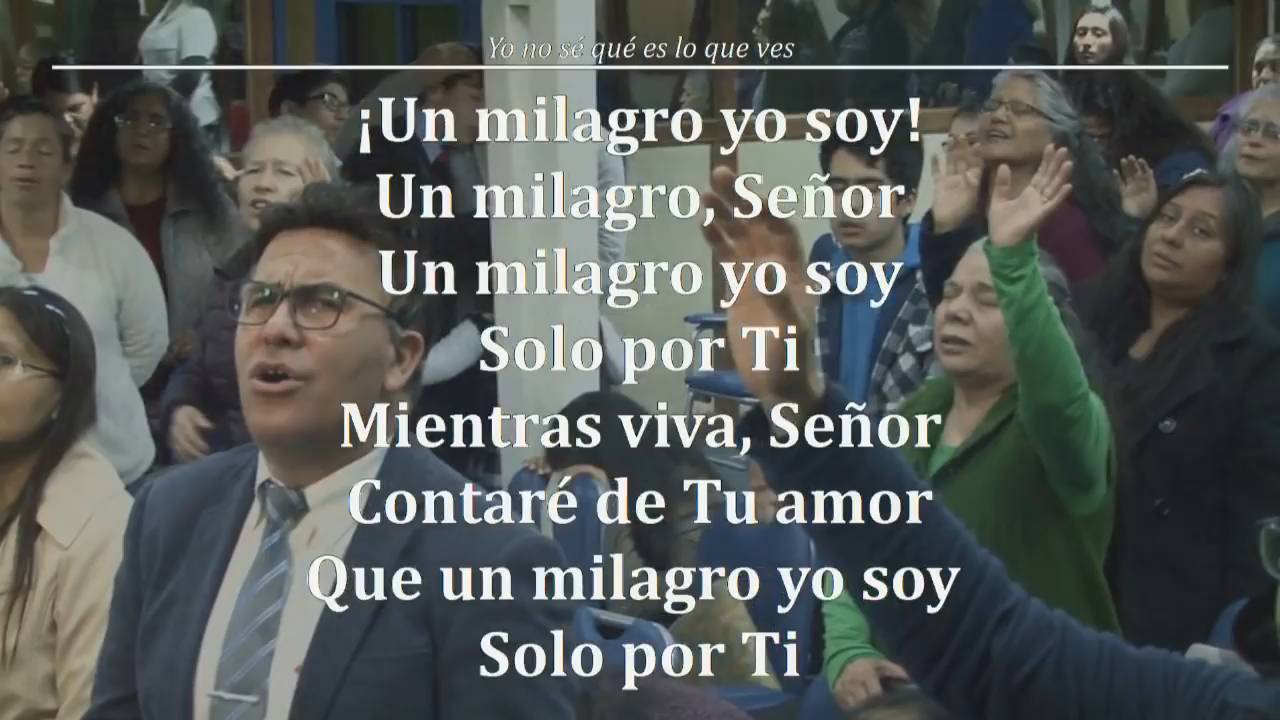 Yo no sé qué es lo que ves
¡Un milagro yo soy!
Un milagro, Señor
Un milagro yo soy
Solo por Ti
Mientras viva, Señor
Contaré de Tu amor
Que un milagro yo soy
Solo por Ti